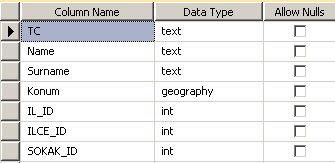 Column Name Data Type Allow Nulls
TC text
Name text
Surname text
Konum geography
IL_ID int
ILCE_ID int
SOKAK_ID int